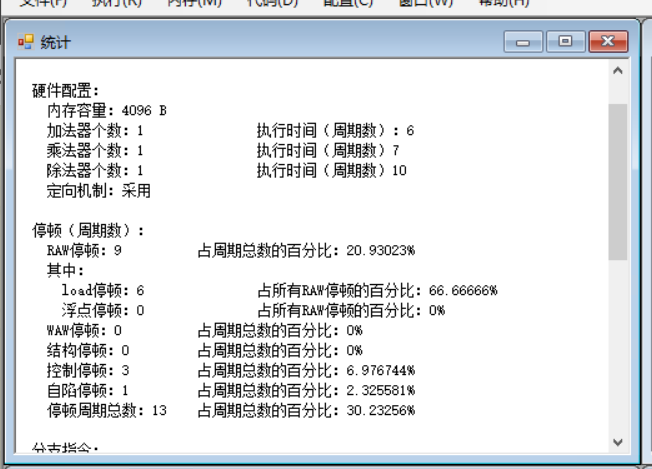 文件(F) 执行(R) 内存(M) 代码(D) 配置(C) 窗口(W) 帮助(H)
统计
硬件配置:
内存容量: 4096 B
加法器个数: 1 执行时间（周期数）: 6
乘法器个数: 1 执行时间（周期数）7
除法器个数: 1 执行时间（周期数）10
定向机制: 采用
停顿（周期数）:
RAW停顿: 9 占周期总数的百分比: 20.93023%
其中:
load停顿: 6 占所有RAW停顿的百分比: 66.66666%
浮点停顿: 0 占所有RAW停顿的百分比: 0%
WAW停顿: 0 占周期总数的百分比: 0%
结构停顿: 0 占周期总数的百分比: 0%
控制停顿: 3 占周期总数的百分比: 6.976744%
自陷停顿: 1 占周期总数的百分比: 2.325581%
停顿周期总数: 13 占周期总数的百分比: 30.23256%
分支指令: